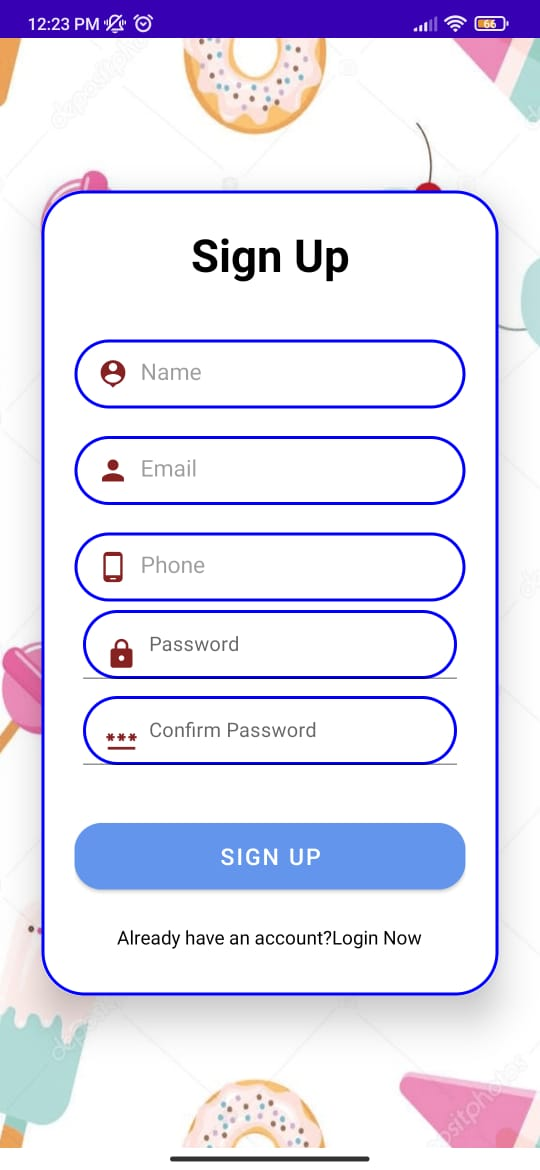 12:23 PM
66
Sign Up
Name
Email
Phone
Password
Confirm Password
SIGN UP
Already have an account?Login Now